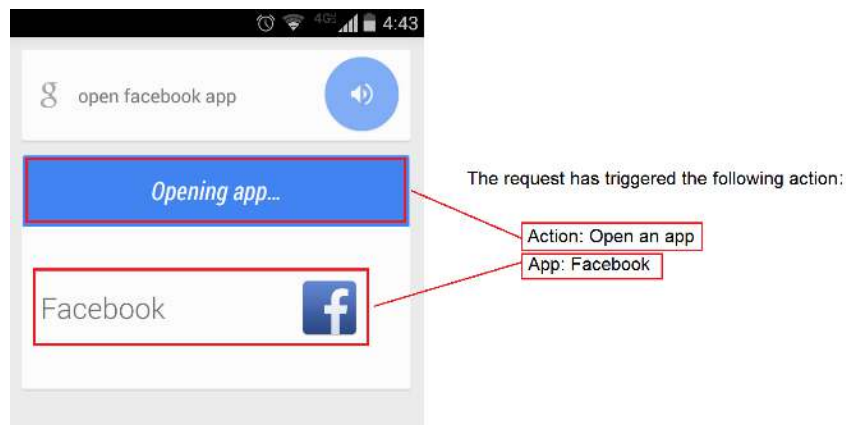 4G 4:43
g open facebook app
Opening app...
Facebook f
The request has triggered the following action:
Action: Open an app
App: Facebook